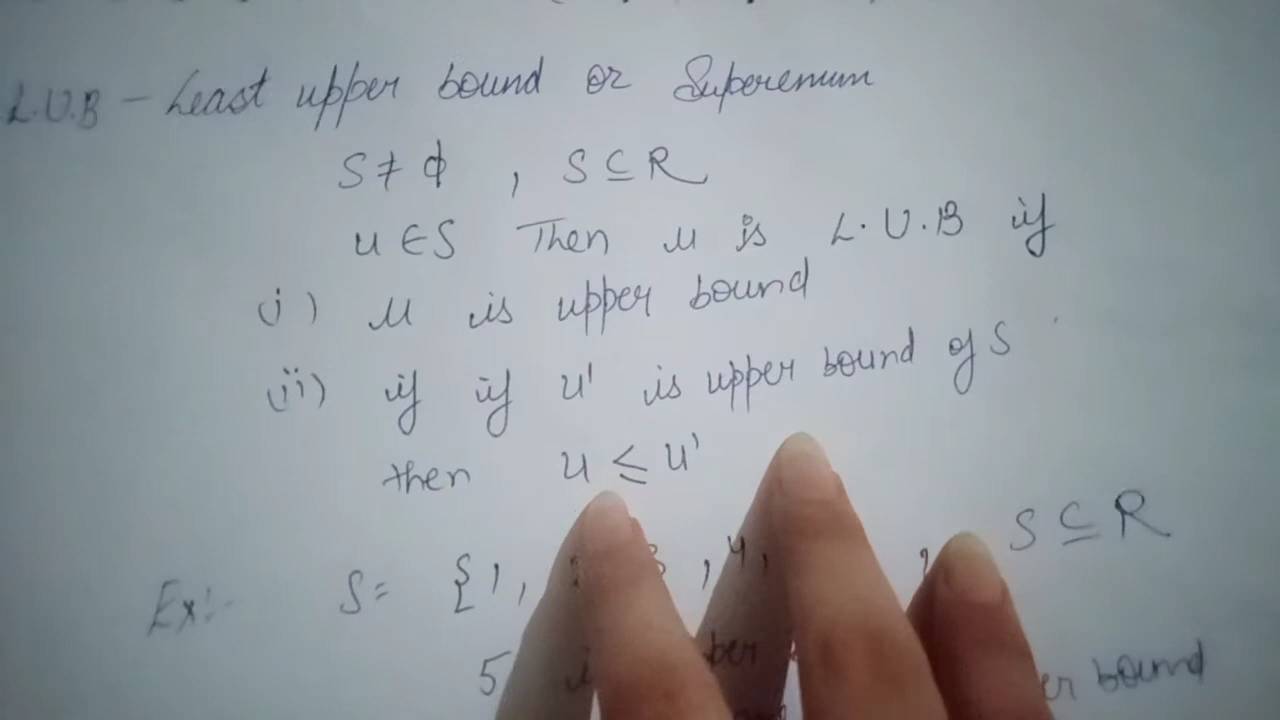 L.U.B - Least upper bound or Superemum
S ≠ ϕ , S ⊆ R
u ∈ S Then u is L.U.B if
(i) u is upper bound
(ii) if if u' is upper bound of S
then u ≤ u'
Ex:- S = {1, 3, 4, S ⊆ R
5 bound